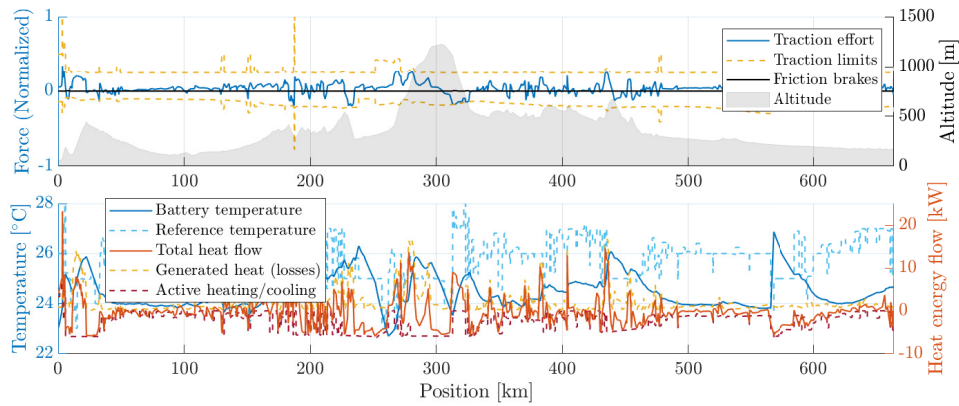 Force (Normalized)
1
0
-1
Traction effort
Traction limits
Friction brakes
Altitude
1500
1000
500
0
Altitude [m]
0
100
200
300
400
500
600
Temperature [°C]
28
26
24
22
Battery temperature
Reference temperature
Total heat flow
Generated heat (losses)
Active heating/cooling
20
10
0
-10
Heat energy flow [kW]
0
100
200
300
400
500
600
Position [km]